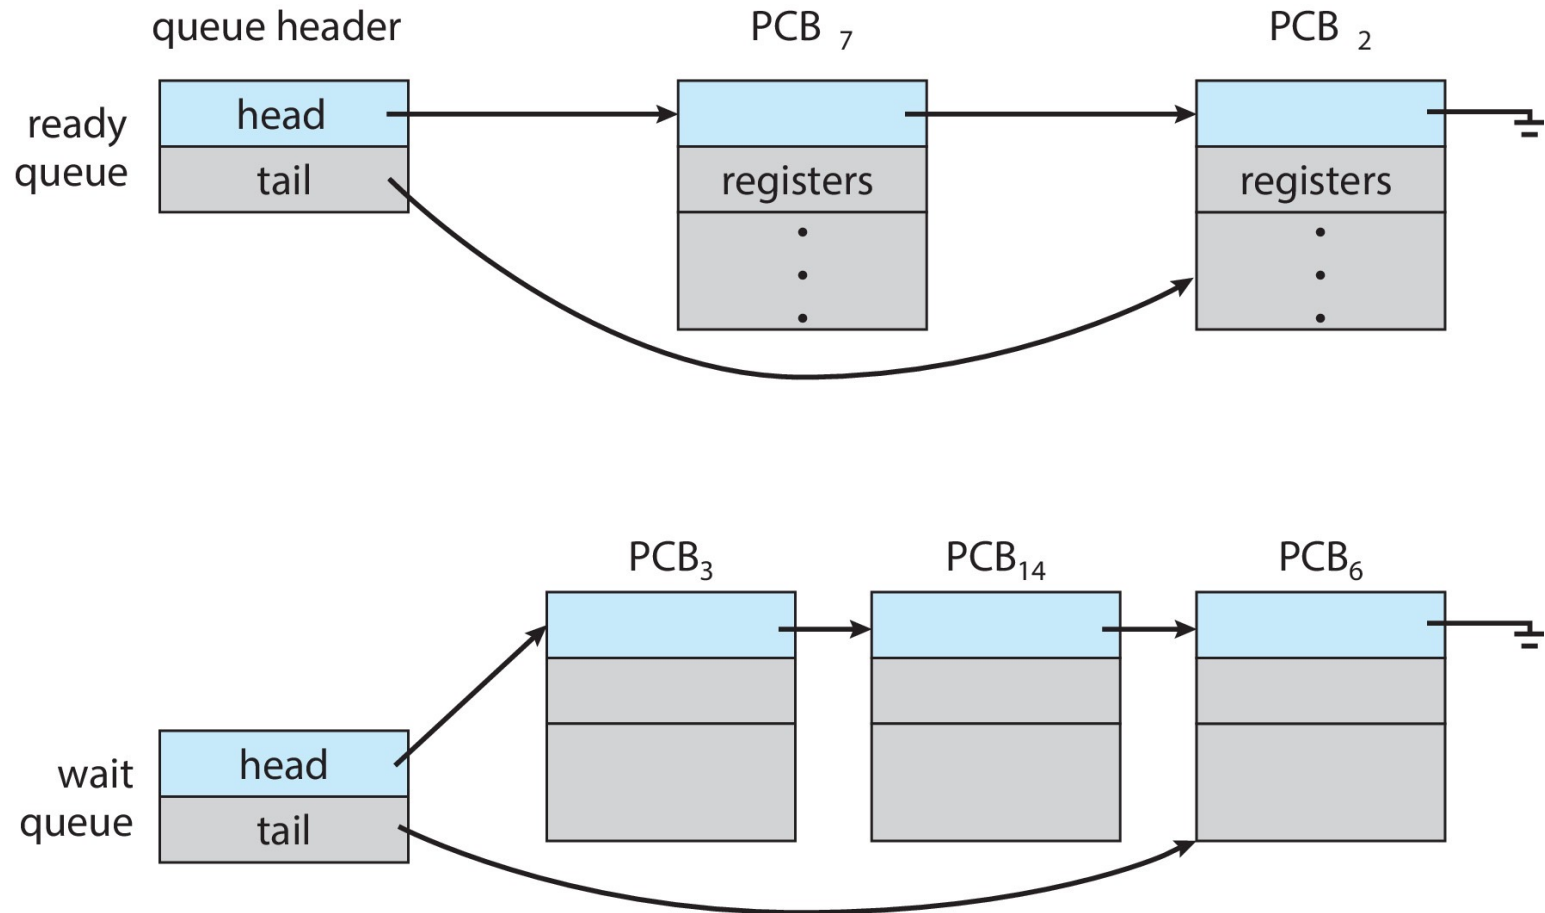 queue header
PCB 7
PCB 2
ready
queue
head
tail
registers
registers
PCB3
PCB14
PCB6
wait
queue
head
tail